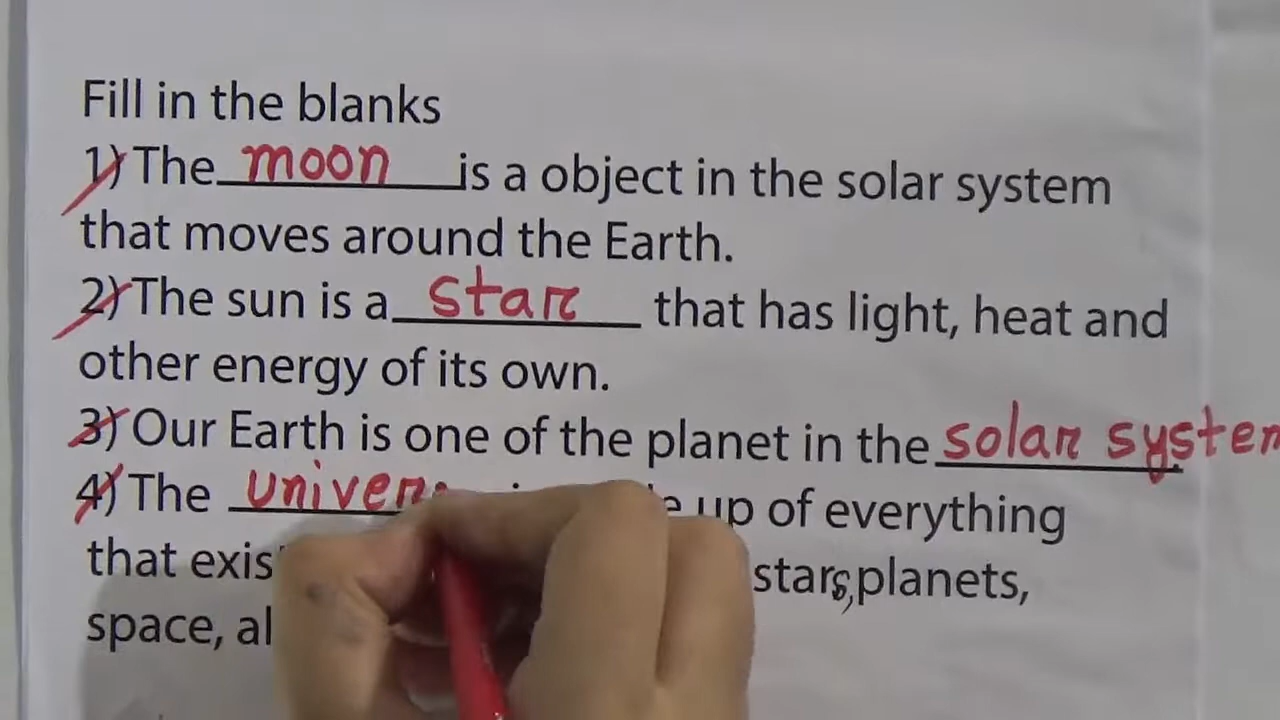 Fill in the blanks
1) The moon is a object in the solar system
that moves around the Earth.
2) The sun is a star that has light, heat and
other energy of its own.
3) Our Earth is one of the planet in the solar system
4) The univer up of everything
that exis stars, planets,
space, al